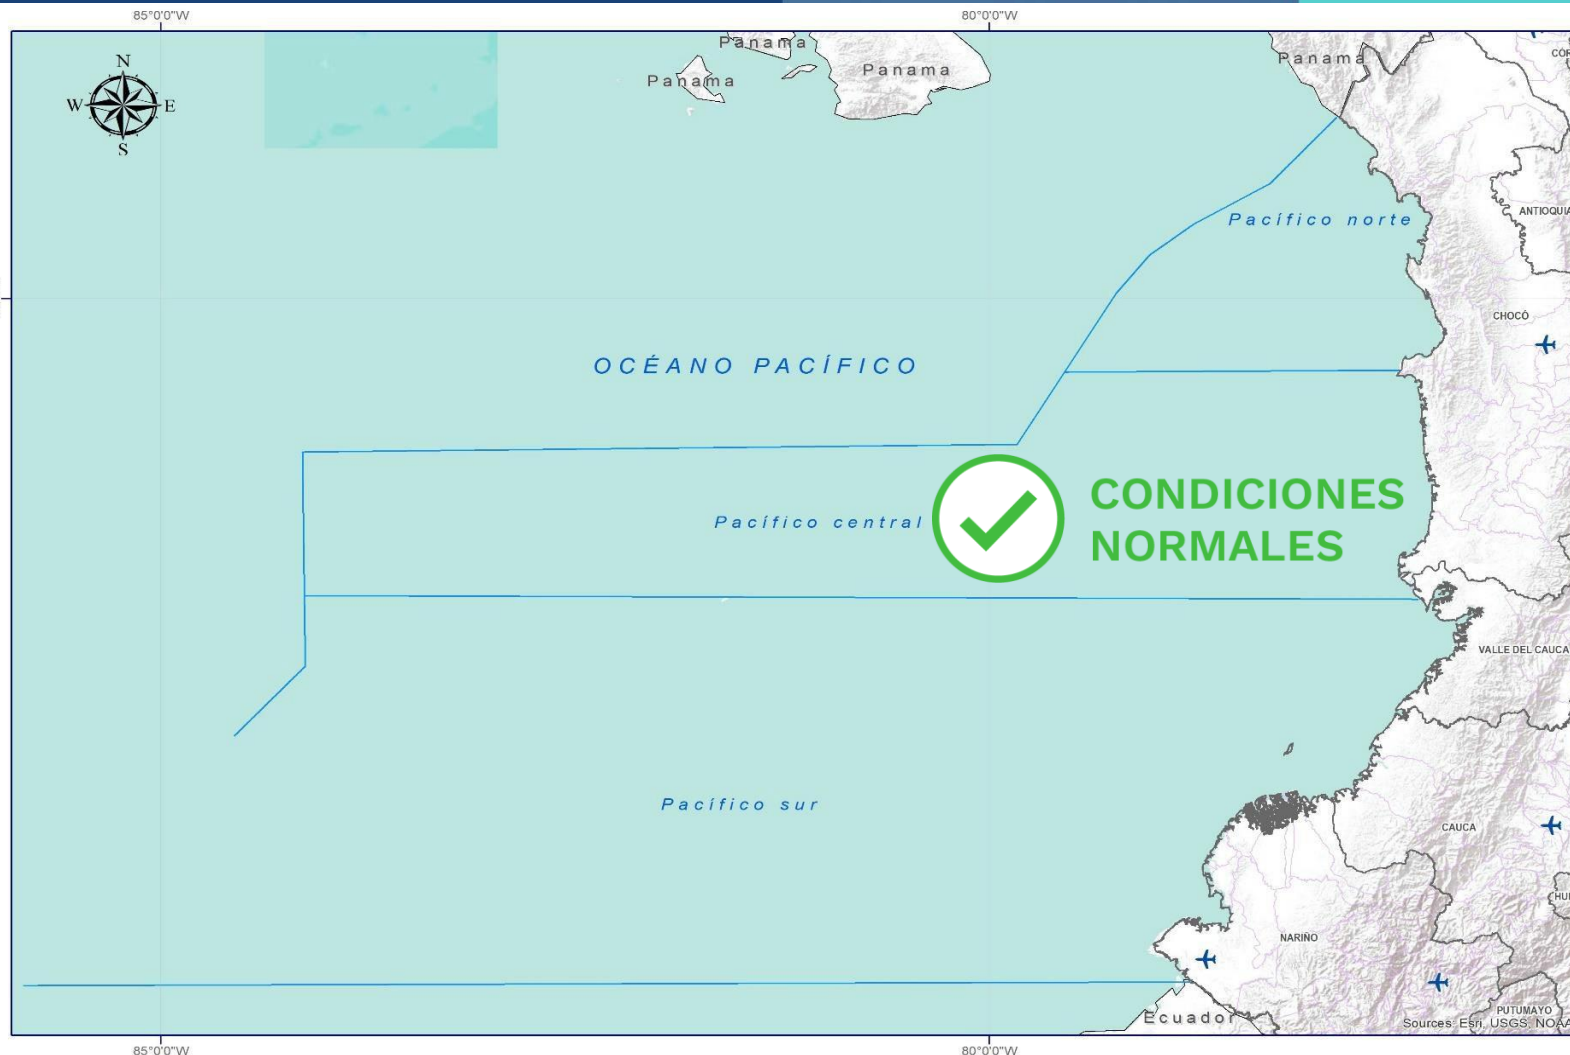 85°0'0"W
80°0'0"W
N
W
E
S
Panama
Panama
Panama
Panama
ANTIOQUIA
Pacífico norte
CHOCÓ
OCÉANO PACÍFICO
CONDICIONES
NORMALES
Pacífico central
VALLE DEL CAUCA
Pacífico sur
CAUCA
NARIÑO
PUTUMAYO
Ecuador
Sources: Esri, USGS, NOAA
85°0'0"W
80°0'0"W